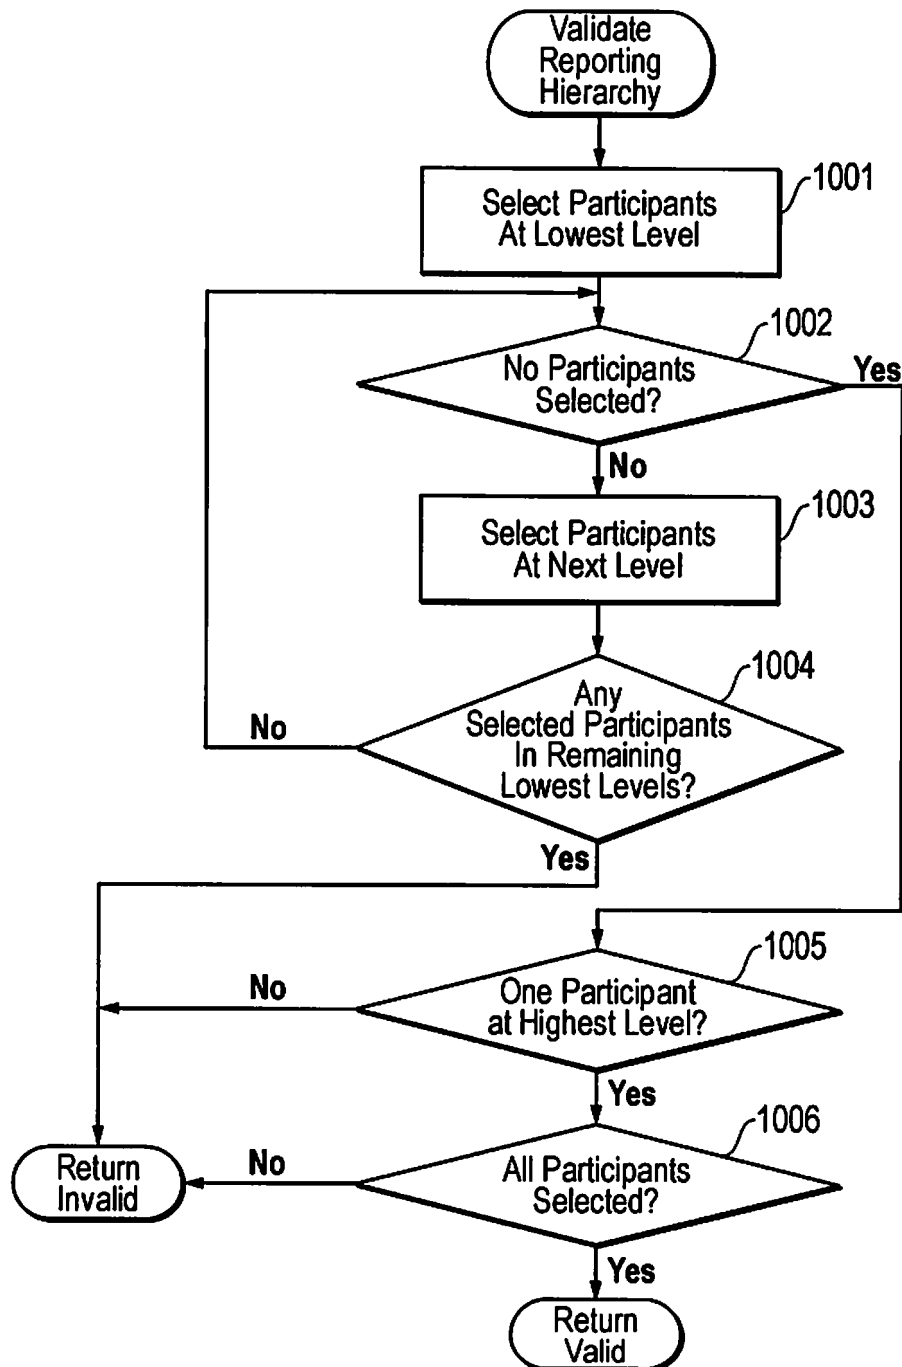 Validate
Reporting
Hierarchy
1001
Select Participants
At Lowest Level
1002
No Participants
Selected?
Yes
No
1003
Select Participants
At Next Level
1004
Any
Selected Participants
In Remaining
Lowest Levels?
No
Yes
1005
One Participant
at Highest Level?
No
Yes
1006
All Participants
Selected?
No
Return
Invalid
Yes
Return
Valid